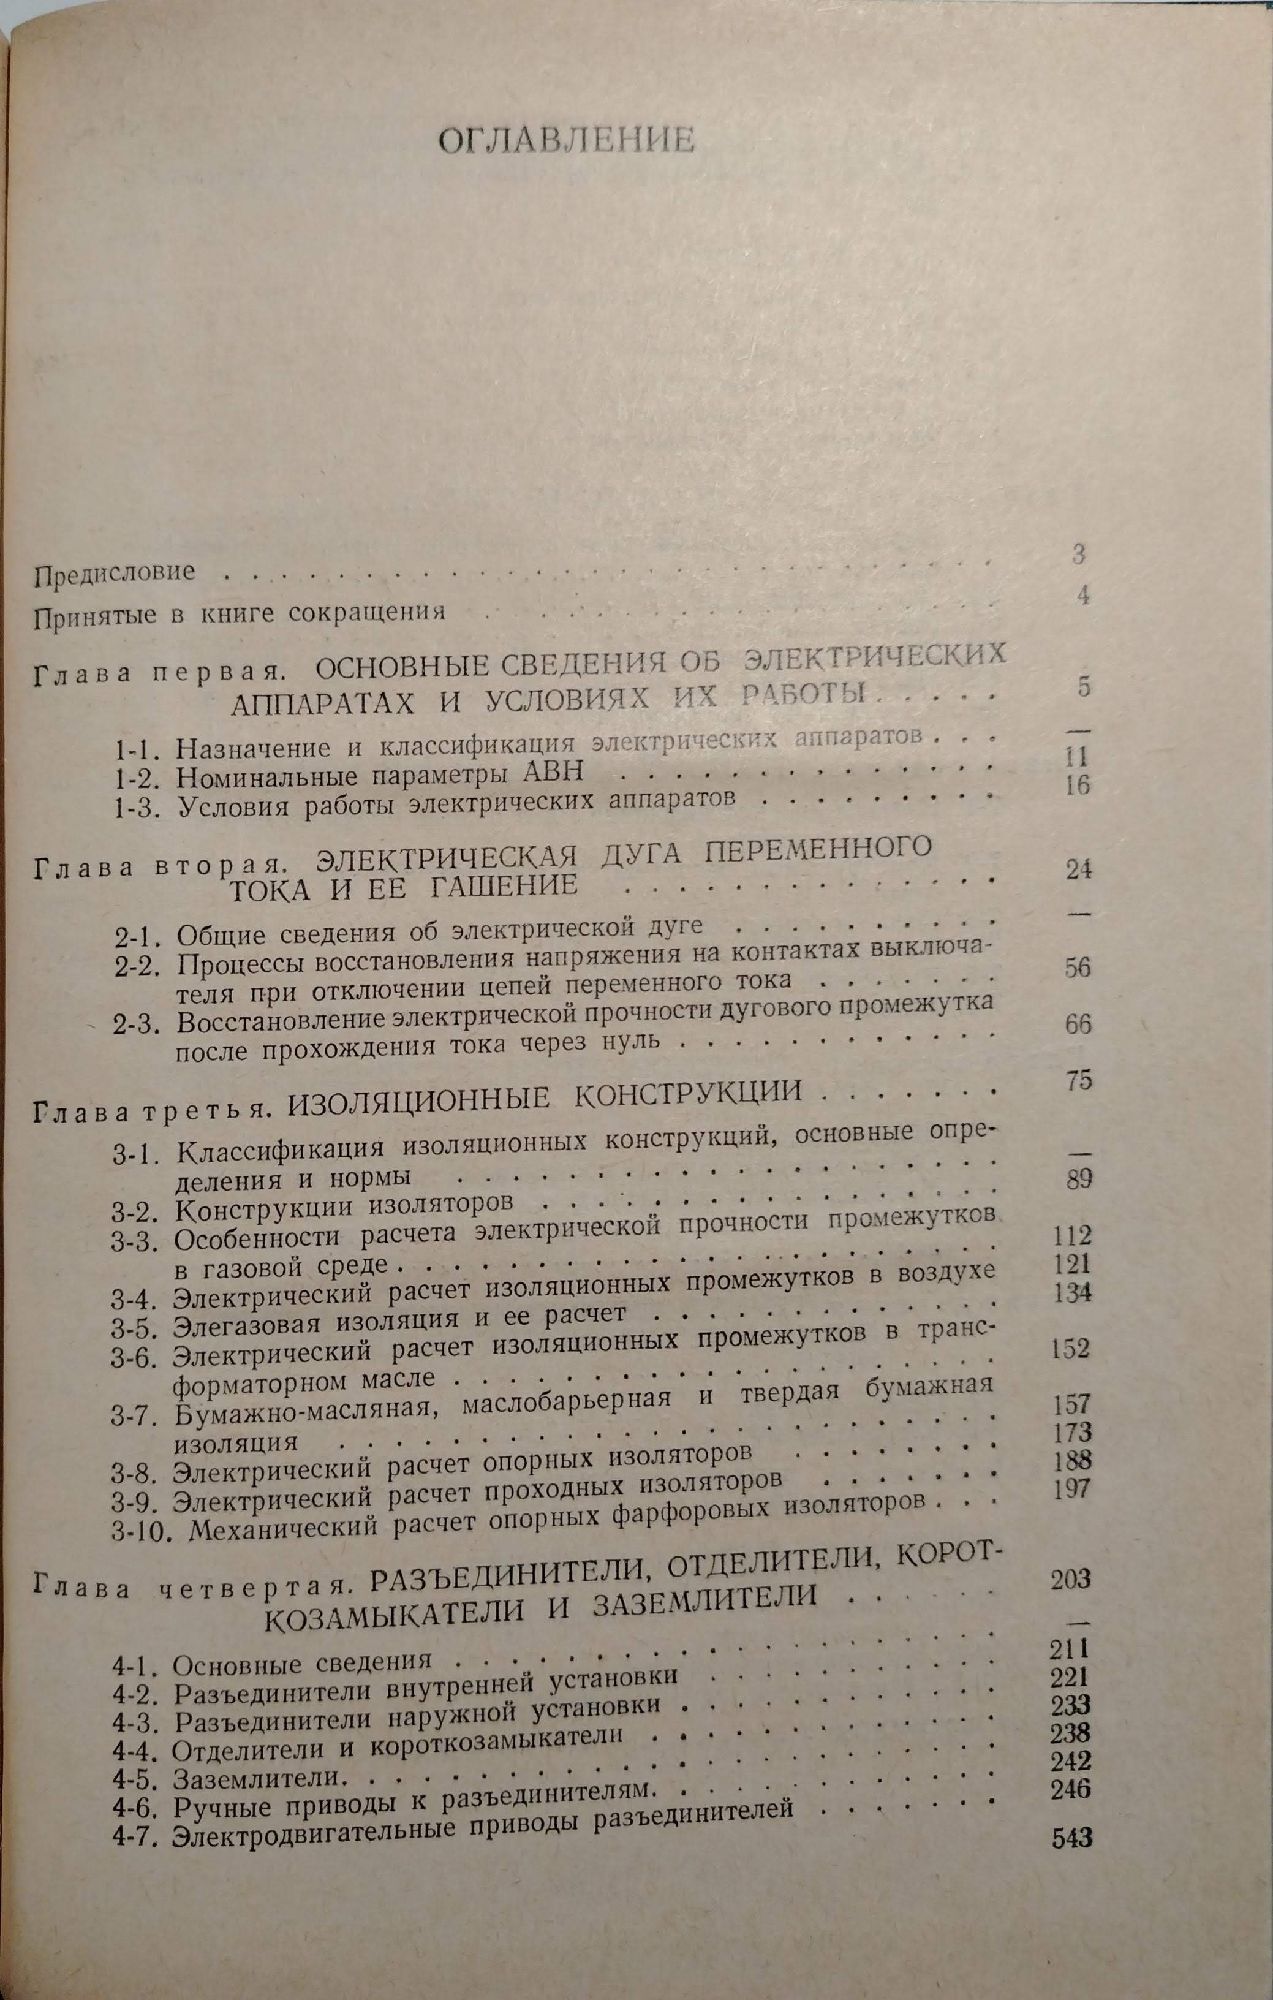 ОГЛАВЛЕНИЕ
Предисловие . . . . . . . . . . . . . . . . . . . . . . . . . . . . 3
Принятые в книге сокращения . . . . . . . . . . . . . . . . . . 4
Глава первая. ОСНОВНЫЕ СВЕДЕНИЯ ОБ ЭЛЕКТРИЧЕСКИХ
АППАРАТАХ И УСЛОВИЯХ ИХ РАБОТЫ . . . . . 5
1-1. Назначение и классификация электрических аппаратов . . . —
1-2. Номинальные параметры АВН . . . . . . . . . . . . . . 11
1-3. Условия работы электрических аппаратов . . . . . . . . . 16
Глава вторая. ЭЛЕКТРИЧЕСКАЯ ДУГА ПЕРЕМЕННОГО
ТОКА И ЕЕ ГАШЕНИЕ . . . . . . . . . . . . . . 24
2-1. Общие сведения об электрической дуге . . . . . . . . . . —
2-2. Процессы восстановления напряжения на контактах выключа-
теля при отключении цепей переменного тока . . . . . . . 56
2-3. Восстановление электрической прочности дугового промежутка
после прохождения тока через нуль . . . . . . . . . . . . 66
Глава третья. ИЗОЛЯЦИОННЫЕ КОНСТРУКЦИИ . . . . . . . 75
3-1. Классификация изоляционных конструкций, основные опре-
деления и нормы . . . . . . . . . . . . . . . . . . . . —
3-2. Конструкции изоляторов . . . . . . . . . . . . . . . . . 89
3-3. Особенности расчета электрической прочности промежутков
в газовой среде . . . . . . . . . . . . . . . . . . . . . 112
3-4. Электрический расчет изоляционных промежутков в воздухе 121
3-5. Элегазовая изоляция и ее расчет . . . . . . . . . . . . . 134
3-6. Электрический расчет изоляционных промежутков в транс-
форматорном масле . . . . . . . . . . . . . . . . . . . 152
3-7. Бумажно-масляная, маслобарьерная и твердая бумажная
изоляция . . . . . . . . . . . . . . . . . . . . . . . . 157
3-8. Электрический расчет опорных изоляторов . . . . . . . . 173
3-9. Электрический расчет проходных изоляторов . . . . . . . 188
3-10. Механический расчет опорных фарфоровых изоляторов . . . 197
Глава четвертая. РАЗЪЕДИНИТЕЛИ, ОТДЕЛИТЕЛИ, КОРОТ-
КОЗАМЫКАТЕЛИ И ЗАЗЕМЛИТЕЛИ . . . . . . 203
4-1. Основные сведения . . . . . . . . . . . . . . . . . . . —
4-2. Разъединители внутренней установки . . . . . . . . . . . 211
4-3. Разъединители наружной установки . . . . . . . . . . . . 221
4-4. Отделители и короткозамыкатели . . . . . . . . . . . . . 233
4-5. Заземлители. . . . . . . . . . . . . . . . . . . . . . . 238
4-6. Ручные приводы к разъединителям. . . . . . . . . . . . . 242
4-7. Электродвигательные приводы разъединителей . . . . . . . 246
543